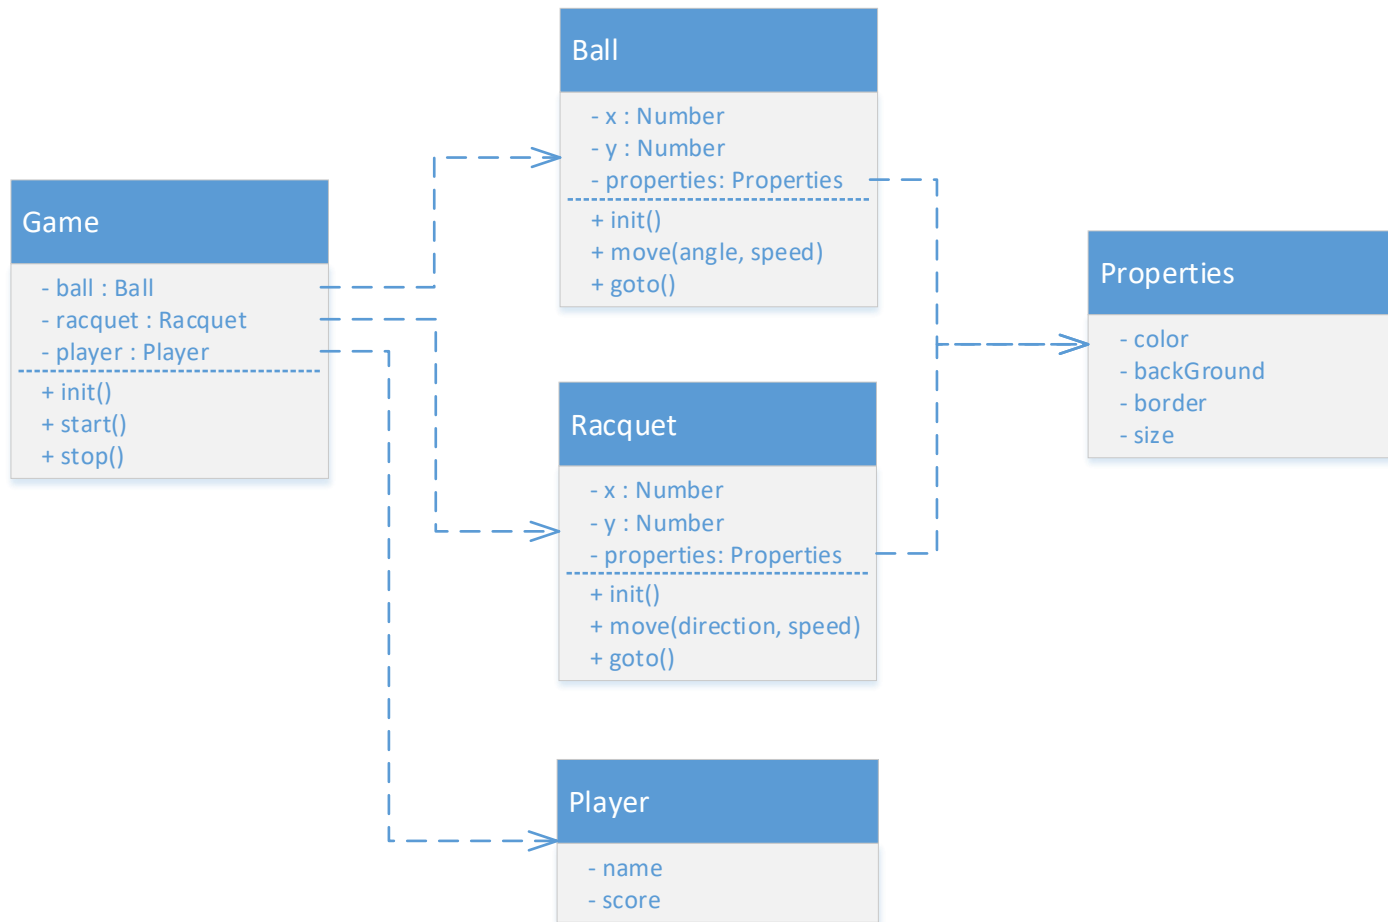 Game
- ball : Ball
- racquet : Racquet
- player : Player
+ init()
+ start()
+ stop()
Ball
- x : Number
- y : Number
- properties: Properties
+ init()
+ move(angle, speed)
+ goto()
Racquet
- x : Number
- y : Number
- properties: Properties
+ init()
+ move(direction, speed)
+ goto()
Player
- name
- score
Properties
- color
- backGround
- border
- size